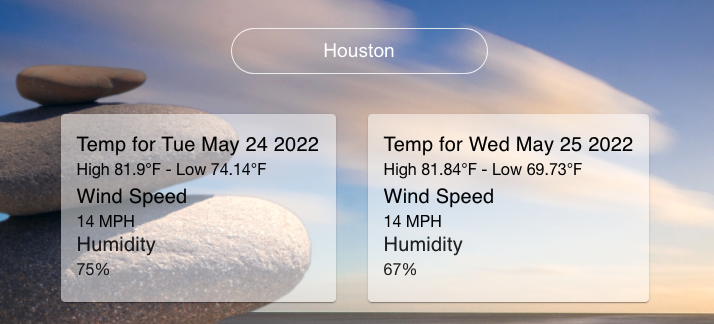 Houston
Temp for Tue May 24 2022
High 81.9°F - Low 74.14°F
Wind Speed
14 MPH
Humidity
75%
Temp for Wed May 25 2022
High 81.84°F - Low 69.73°F
Wind Speed
14 MPH
Humidity
67%